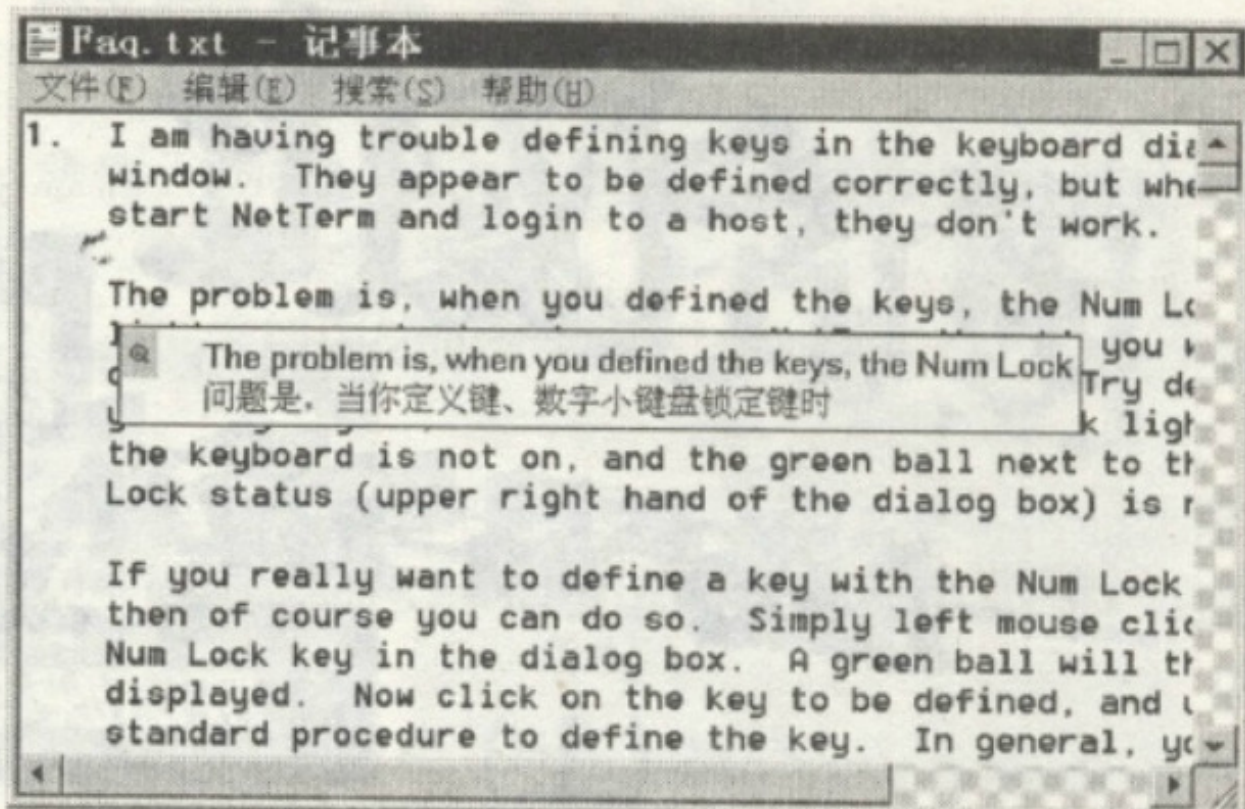 Faq.txt - 记事本
文件(F) 编辑(E) 搜索(S) 帮助(H)
1. I am having trouble defining keys in the keyboard dia
window. They appear to be defined correctly, but whe
start NetTerm and login to a host, they don't work.
The problem is, when you defined the keys, the Num Lo
you w
The problem is, when you defined the keys, the Num Lock
Try de
问题是，当你定义键、数字小键盘锁定键时
k ligh
the keyboard is not on, and the green ball next to th
Lock status (upper right hand of the dialog box) is n
If you really want to define a key with the Num Lock
then of course you can do so. Simply left mouse clic
Num Lock key in the dialog box. A green ball will th
displayed. Now click on the key to be defined, and u
standard procedure to define the key. In general, yo